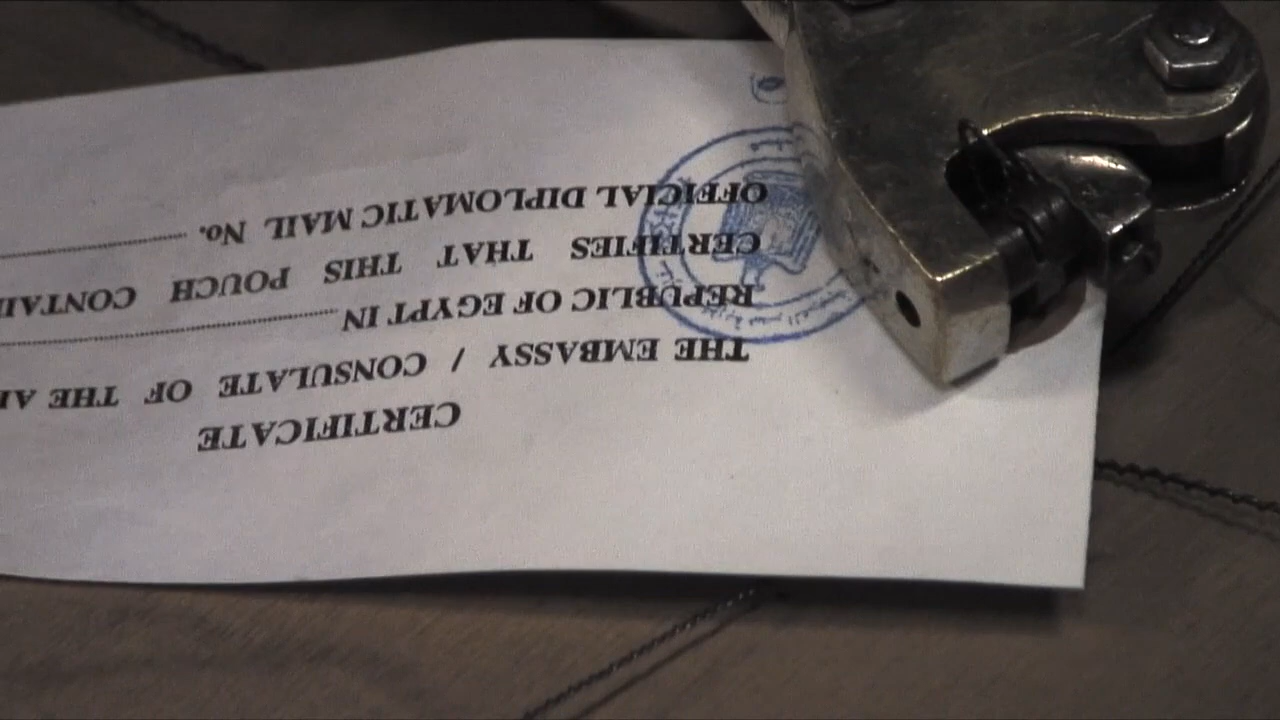 CERTIFICATE
THE EMBASSY / CONSULATE OF THE
REPUBLIC OF EGYPT IN
CERTIFIES THAT THIS POUCH
OFFICIAL DIPLOMATIC MAIL No.